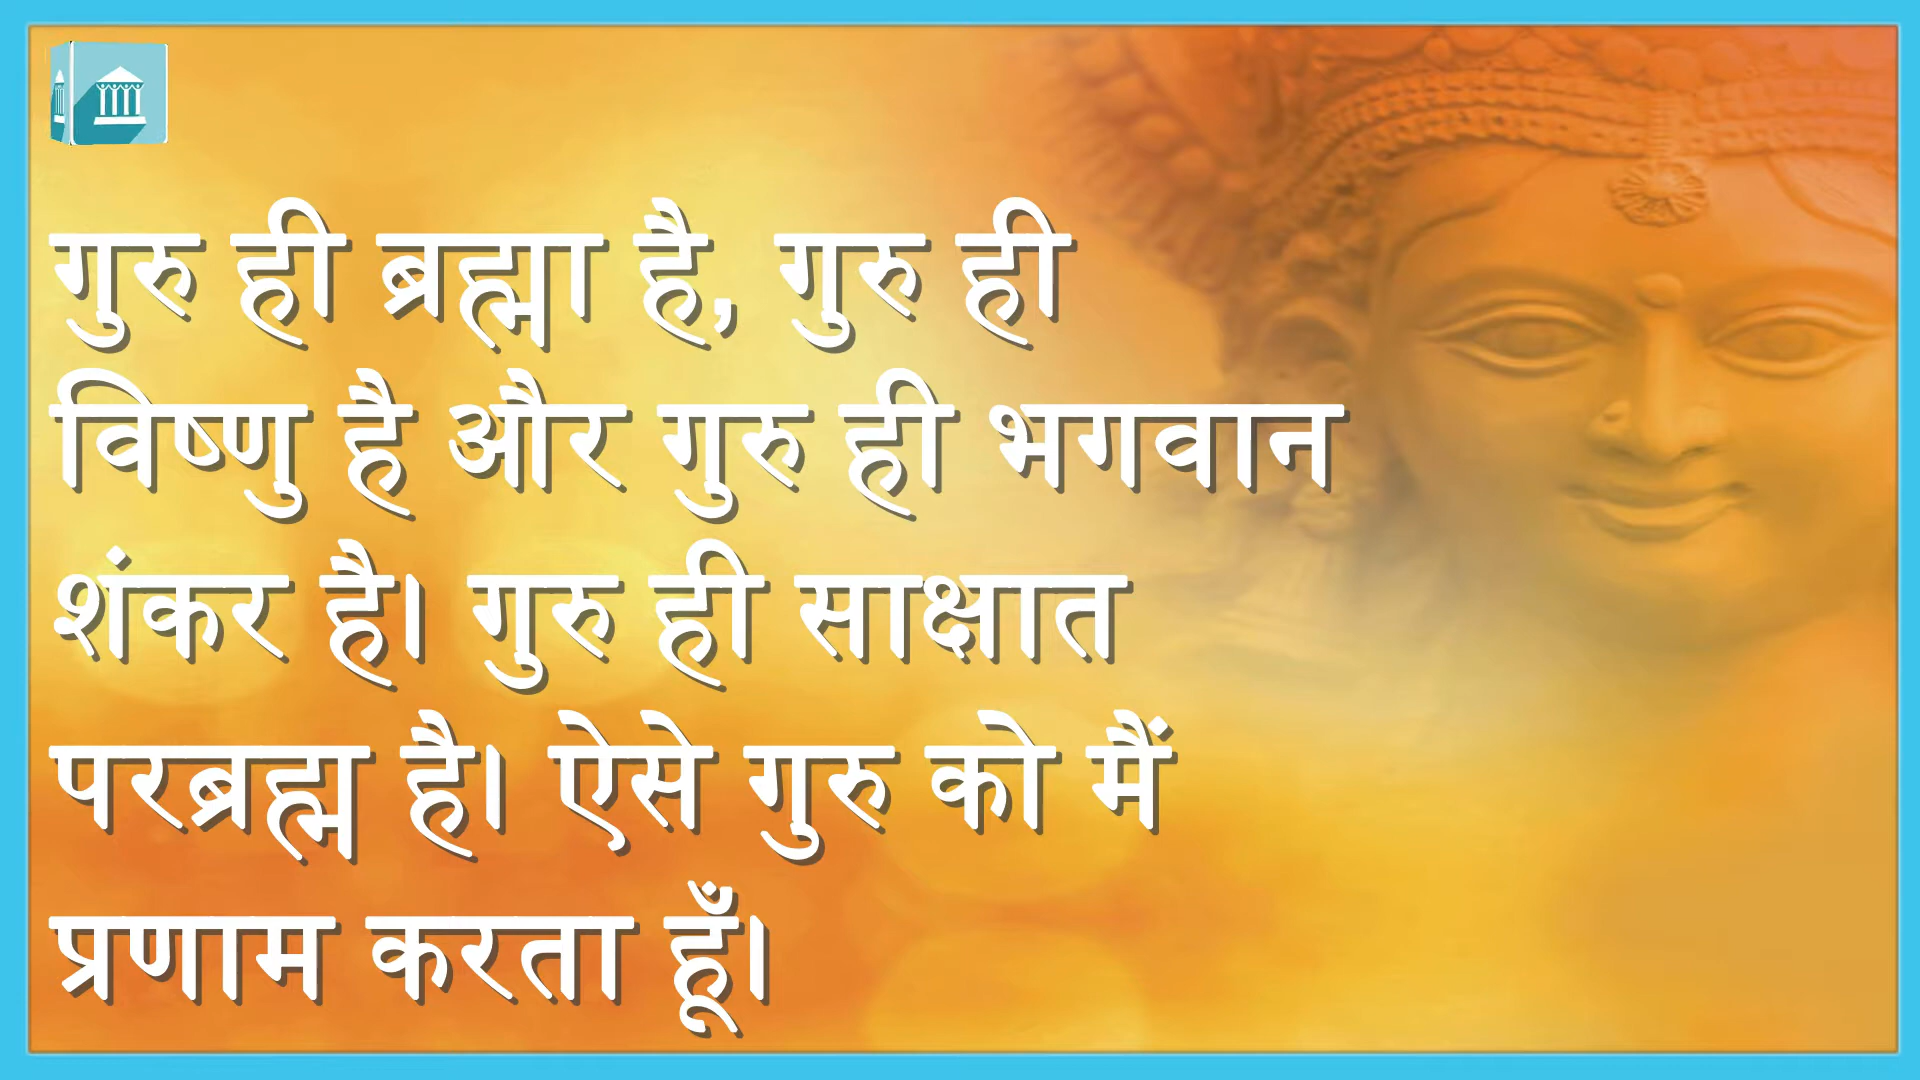 गुरु ही ब्रह्मा है, गुरु ही
विष्णु है और गुरु ही भगवान
शंकर है। गुरु ही साक्षात
परब्रह्म है। ऐसे गुरु को मैं
प्रणाम करता हूँ।